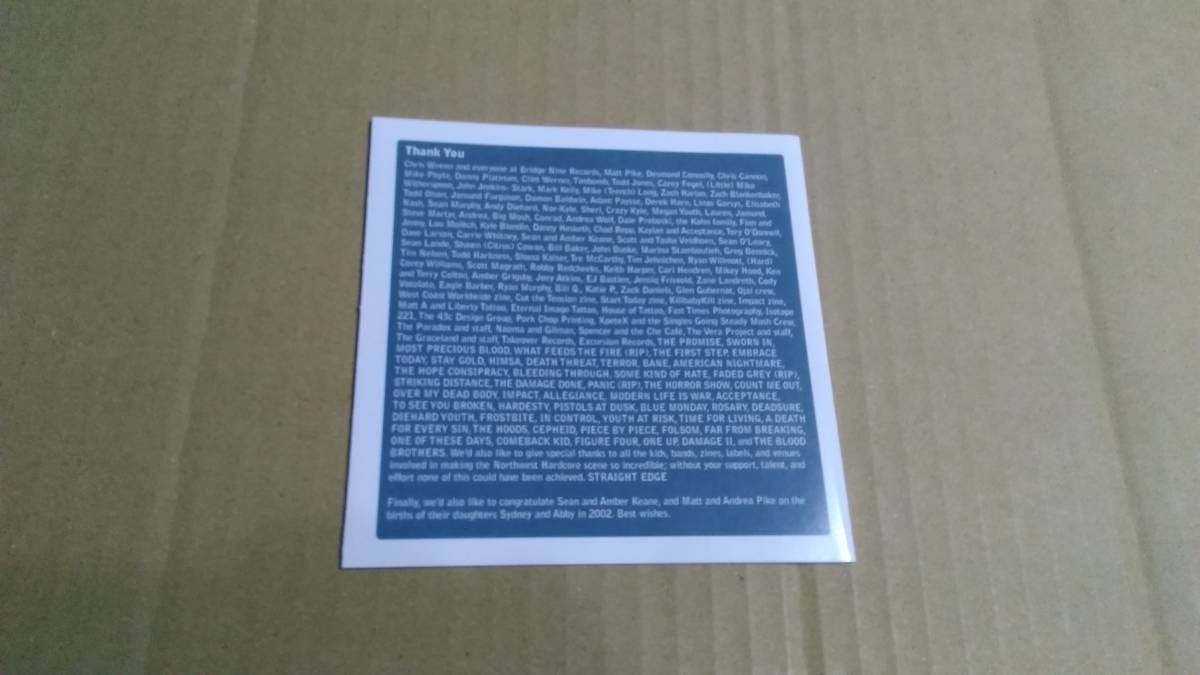 Thank You
Chris Wrenn and everyone at Bridge Nine Records, Matt Pike, Desmond Connolly, Chris Cannon,
Mike Phyte, Danny Platinum, Clint Werner, Timbomb, Todd Jones, Carey Fegel, (Little) Mike
Witherspoon, John Jenkins- Stark, Mark Kelly, Mike (Trench) Long, Zach Harlan, Zach Blankenbaker,
Todd Olsen, Jamund Furguson, Damon Baldwin, Adam Payne, Derek Harn, Linas Garsys, Elisabeth
Nash, Sean Murphy, Andy Diehard, Nor-Kyle, Sheri, Crazy Kyle, Megan Youth, Lauren, Jamund,
Steve Martyr, Andrea, Big Mosh, Conrad, Andrea Wolf, Dale the Kohn family, Finn and
Jenny, Lou Kyle Danny Hesketh, Chad Ross, Kaylan and Acceptance, Tory O'Donnell,
Dave Larson, Carrie Whitney, Sean and Amber Keane, Scott and Tasha Veldhoen, Sean O'Leary,
Sean Lande, Shawn (Citrus) Cowan, Bill Baker, John Bunke, Marina Greg Bennick,
Tim Nelsen, Todd Harkness, Shana Kaiser, Tre McCarthy, Tim Johnichen, Ryan Willmott, (Hard)
Corey Williams, Scott Magrath, Robby Redcheeks, Keith Harper, Carl Hendren, Mikey Hood, Ken
and Terry Colton, Amber Grigsby, Joey Atkins, EJ Bastien, Jensiq Frisvold, Zane Landreth, Cody
Votolato, Eagle Barber, Ryan Murphy, Bill Q., Katie P., Zack Daniels, Glen Gubernat, Ojai crew,
West Coast Worldwide zine, Cut the Tension zine, Start Today zine, KillbabyKill zine, Impact zine,
Matt A and Liberty Tattoo, Eternal Image Tattoo, House of Tattoo, Fast Times Photography, Isotope
221, The 43c Design Group, Pork Chop Printing, XpeteX and the Singles Going Steady Mosh Crew,
The Paradox and staff, Naoma and Gilman, Spencer and the Che Café, The Vera Project and staff,
The Graceland and staff, Takeover Records, Excursion Records, THE PROMISE, SWORN IN,
MOST PRECIOUS BLOOD, WHAT FEEDS THE FIRE (RIP), THE FIRST STEP, EMBRACE
TODAY, STAY GOLD, HIMSA, DEATH THREAT, TERROR, BANE, AMERICAN NIGHTMARE,
THE HOPE CONSPIRACY, BLEEDING THROUGH, SOME KIND OF HATE, FADED GREY (RIP),
STRIKING DISTANCE, THE DAMAGE DONE, PANIC (RIP), THE HORROR SHOW, COUNT ME OUT,
OVER MY DEAD BODY, IMPACT, ALLEGIANCE, MODERN LIFE IS WAR, ACCEPTANCE,
TO SEE YOU BROKEN, HARDESTY, PISTOLS AT DUSK, BLUE MONDAY, ROSARY, DEADSURE,
DIEHARD YOUTH, FROSTBITE, IN CONTROL, YOUTH AT RISK, TIME FOR LIVING, A DEATH
FOR EVERY SIN, THE HOODS, CEPHEID, PIECE BY PIECE, FOLSOM, FAR FROM BREAKING,
ONE OF THESE DAYS, COMEBACK KID, FIGURE FOUR, ONE UP, DAMAGE II, and THE BLOOD
BROTHERS. We'd also like to give special thanks to all the kids, bands, zines, labels, and venues
involved in making the Northwest Hardcore scene so incredible; without your support, talent, and
effort none of this could have been achieved. STRAIGHT EDGE
Finally, we'd also like to congratulate Sean and Amber Keane, and Matt and Andrea Pike on the
births of their daughters Sydney and Abby in 2002. Best wishes.